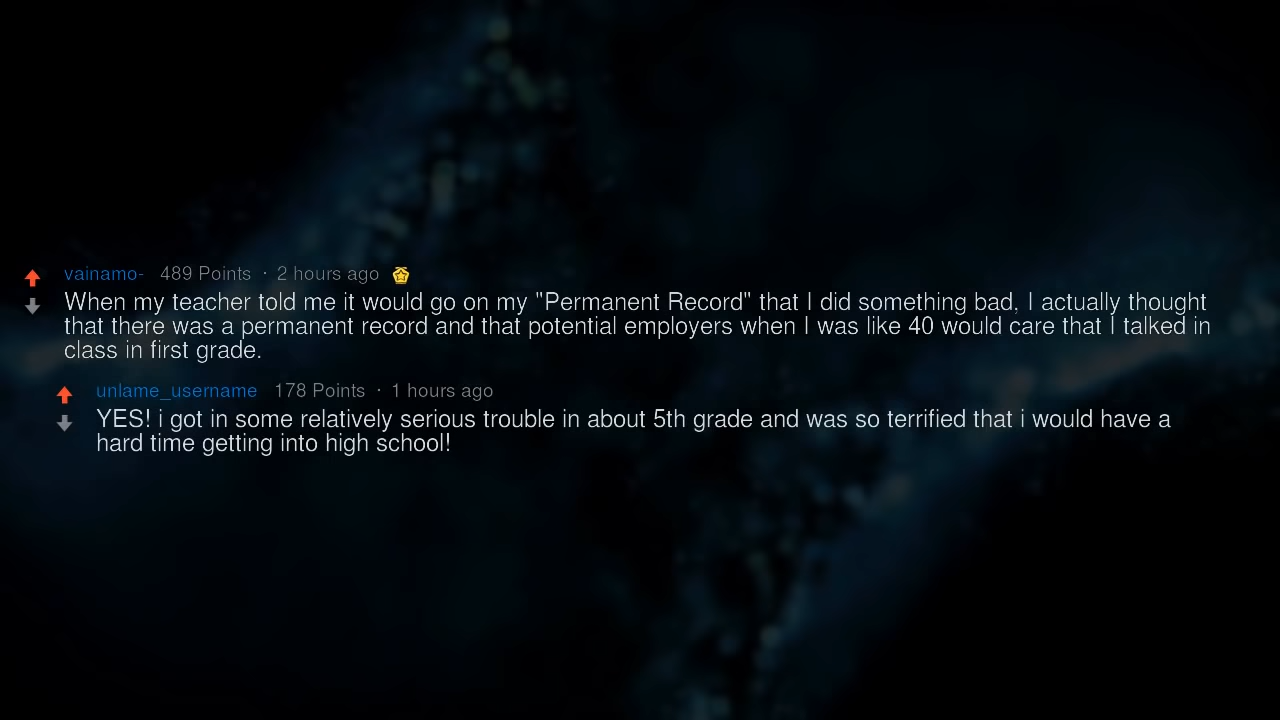 vainamo- 489 Points · 2 hours ago
When my teacher told me it would go on my "Permanent Record" that I did something bad, I actually thought
that there was a permanent record and that potential employers when I was like 40 would care that I talked in
class in first grade.
unlame_username 178 Points · 1 hours ago
YES! i got in some relatively serious trouble in about 5th grade and was so terrified that i would have a
hard time getting into high school!